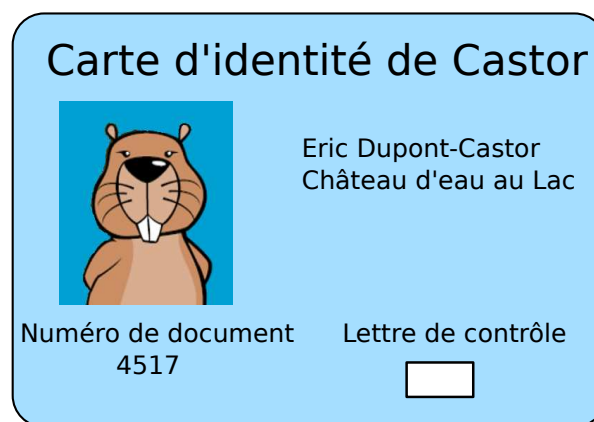 Carte d'identité de Castor
Eric Dupont-Castor
Château d'eau au Lac
Numéro de document
4517
Lettre de contrôle